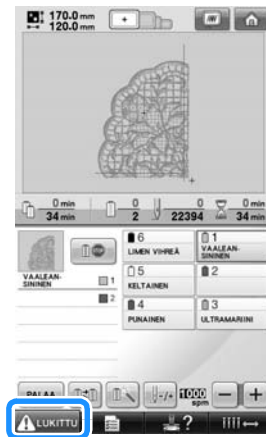 170.0 mm
120.0 mm
0 min
34 min
0
2
0
22394
0 min
34 min
VAALEAN-
SININEN
1
2
6
LIMEN VIHREÄ
1
VAALEAN-
SININEN
5
KELTAINEN
2
4
PUNAINEN
3
ULTRAMARIINI
PALAA
-/+
1000
spm
LUKITTU
?